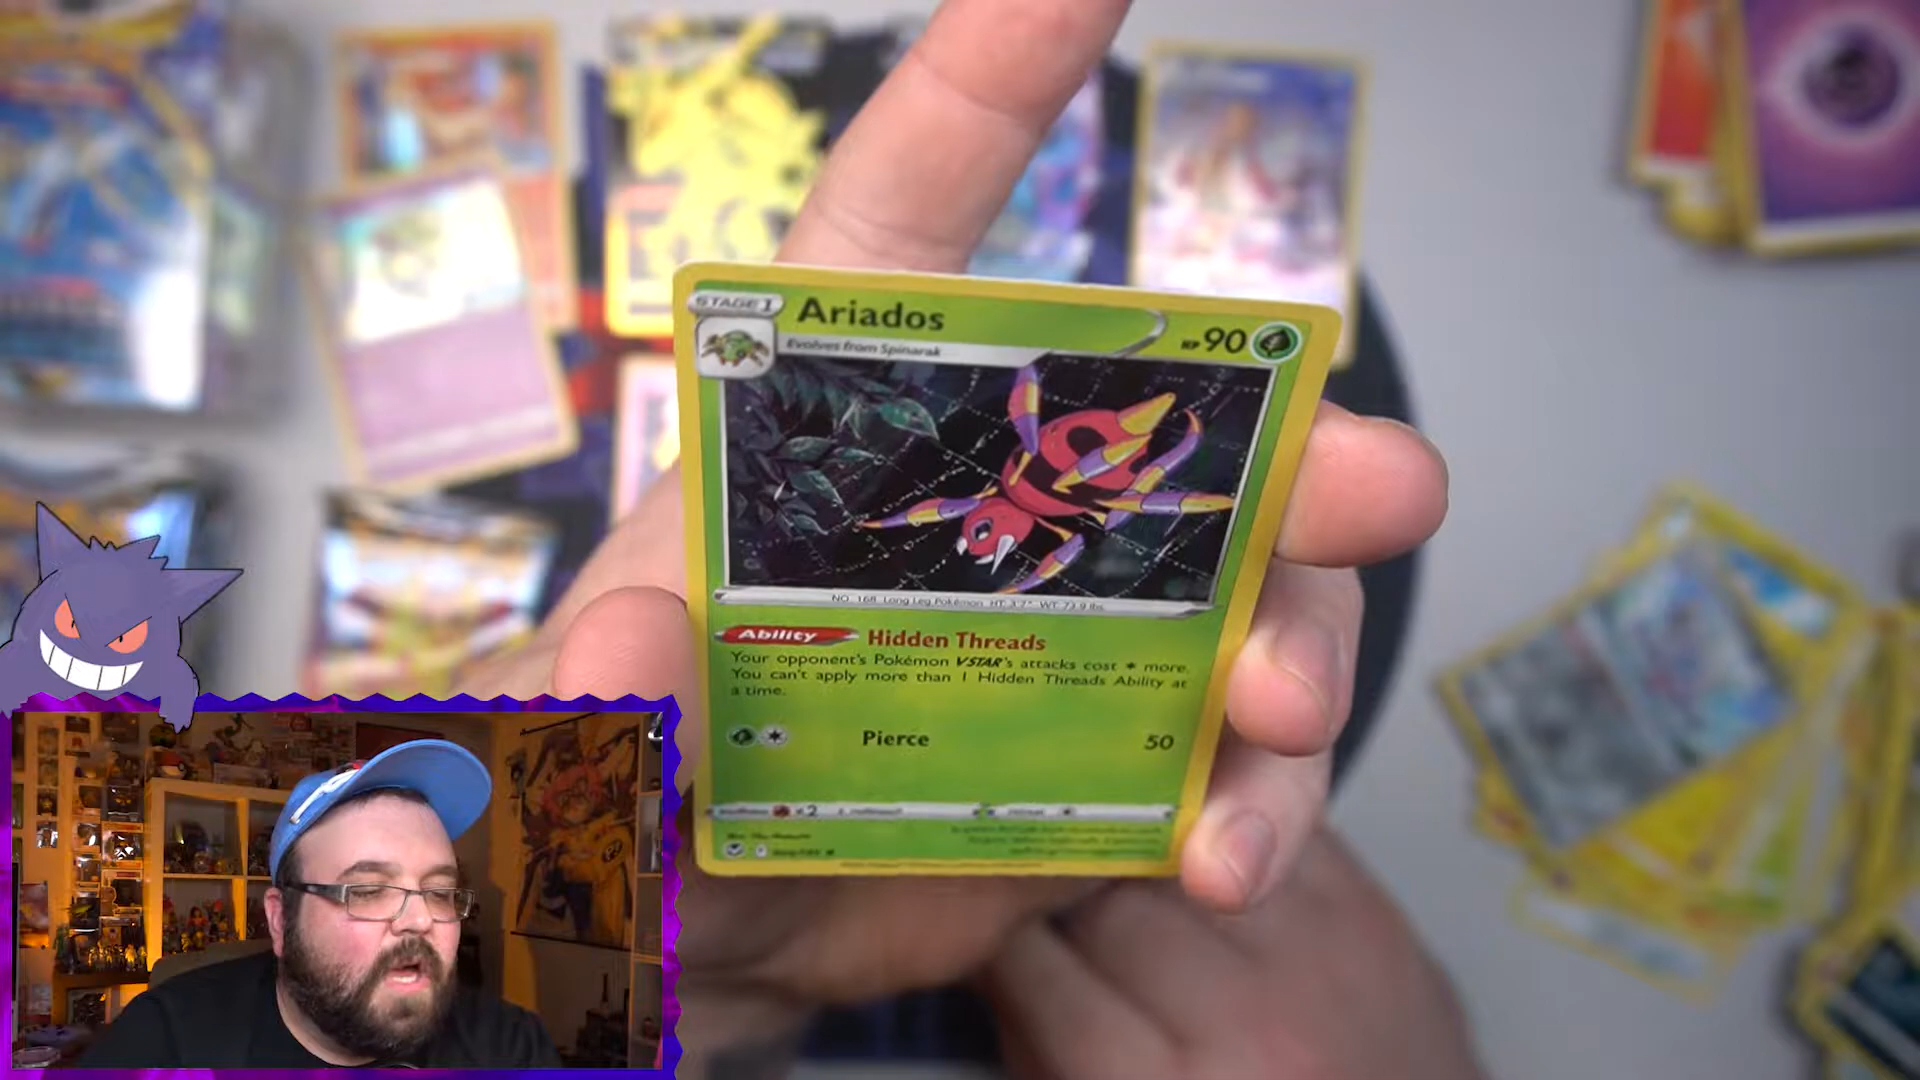 STAGE 1
Ariados
HP 90
Evolves from Spinarak
NO. 168 Long Leg Pokémon HT: 3'7" WT: 73.9 lbs.
Ability Hidden Threads
Your opponent's Pokémon VSTAR's attacks cost ✷ more.
You can't apply more than 1 Hidden Threads Ability at
a time.
Pierce 50
x2